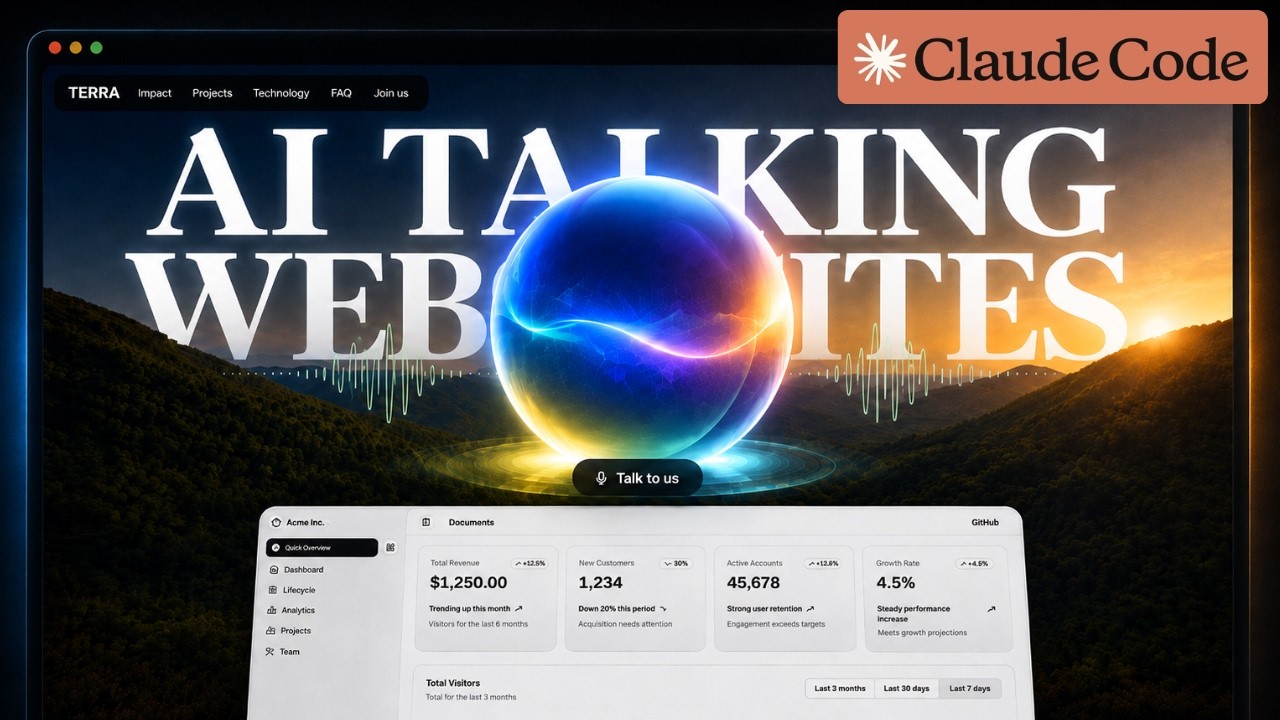 Claude Code
TERRA Impact Projects Technology FAQ Join us
AI TALKING
WEBSITES
Talk to us
Acme Inc.
Documents
GitHub
Quick Overview
Dashboard
Lifecycle
Analytics
Projects
Team
Total Revenue +12.5%
$1,250.00
Trending up this month
Visitors for the last 6 months
New Customers 30%
1,234
Down 20% this period
Acquisition needs attention
Active Accounts +12.6%
45,678
Strong user retention
Engagement exceeds targets
Growth Rate +4.5%
4.5%
Steady performance
increase
Meets growth projections
Total Visitors
Total for the last 3 months
Last 3 months Last 30 days Last 7 days